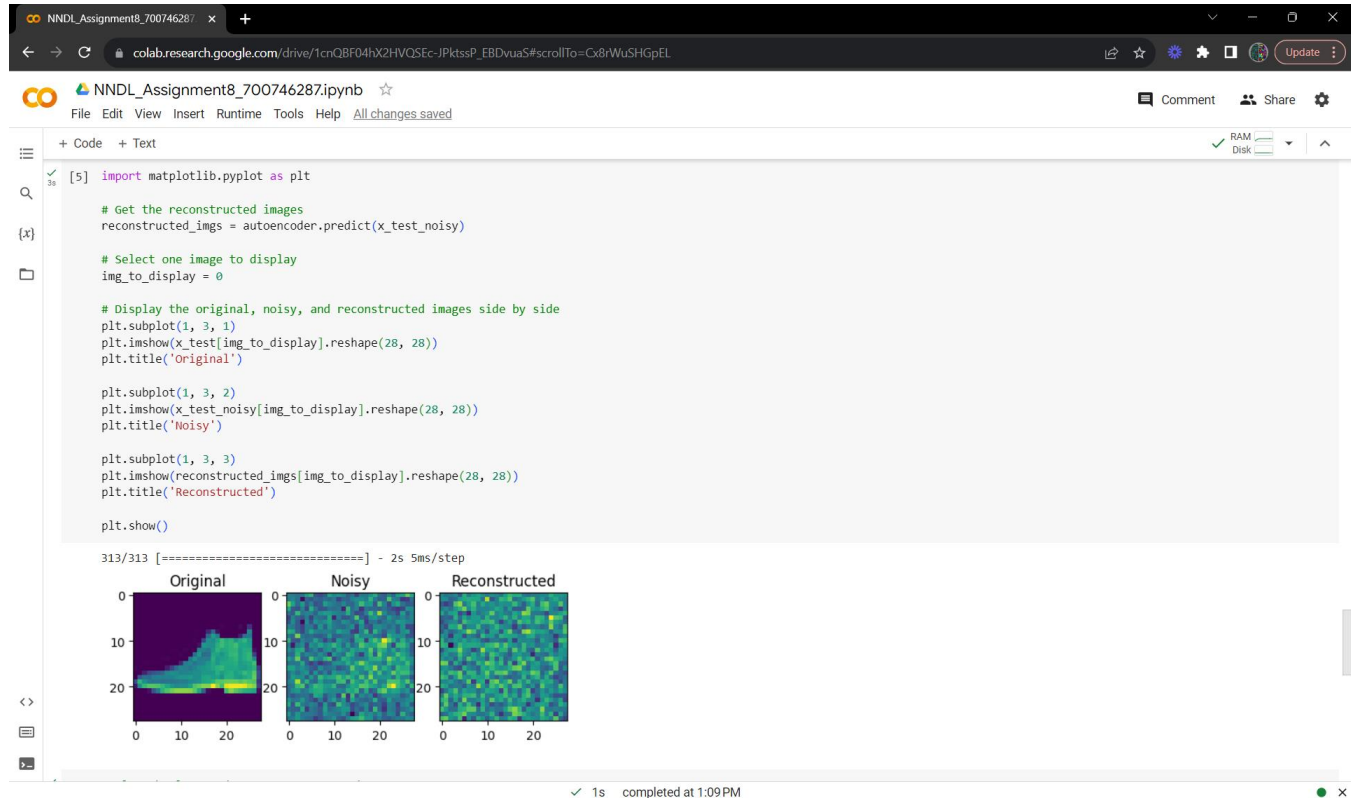 NNDL_Assignment8_700746287
colab.research.google.com/drive/1cnQBF04hX2HVQSEc-JPktssP_EBDvuaS#scrollTo=Cx8rWuSHGpEL
Update
NNDL_Assignment8_700746287.ipynb
Comment
Share
File Edit View Insert Runtime Tools Help All changes saved
+ Code + Text
RAM
Disk
3s
[5] import matplotlib.pyplot as plt
# Get the reconstructed images
reconstructed_imgs = autoencoder.predict(x_test_noisy)
{x}
# Select one image to display
img_to_display = 0
# Display the original, noisy, and reconstructed images side by side
plt.subplot(1, 3, 1)
plt.imshow(x_test[img_to_display].reshape(28, 28))
plt.title('Original')
plt.subplot(1, 3, 2)
plt.imshow(x_test_noisy[img_to_display].reshape(28, 28))
plt.title('Noisy')
plt.subplot(1, 3, 3)
plt.imshow(reconstructed_imgs[img_to_display].reshape(28, 28))
plt.title('Reconstructed')
plt.show()
313/313 [==============================] - 2s 5ms/step
Original Noisy Reconstructed
0 0 0
10 10 10
20 20 20
0 10 20 0 10 20 0 10 20
1s completed at 1:09 PM